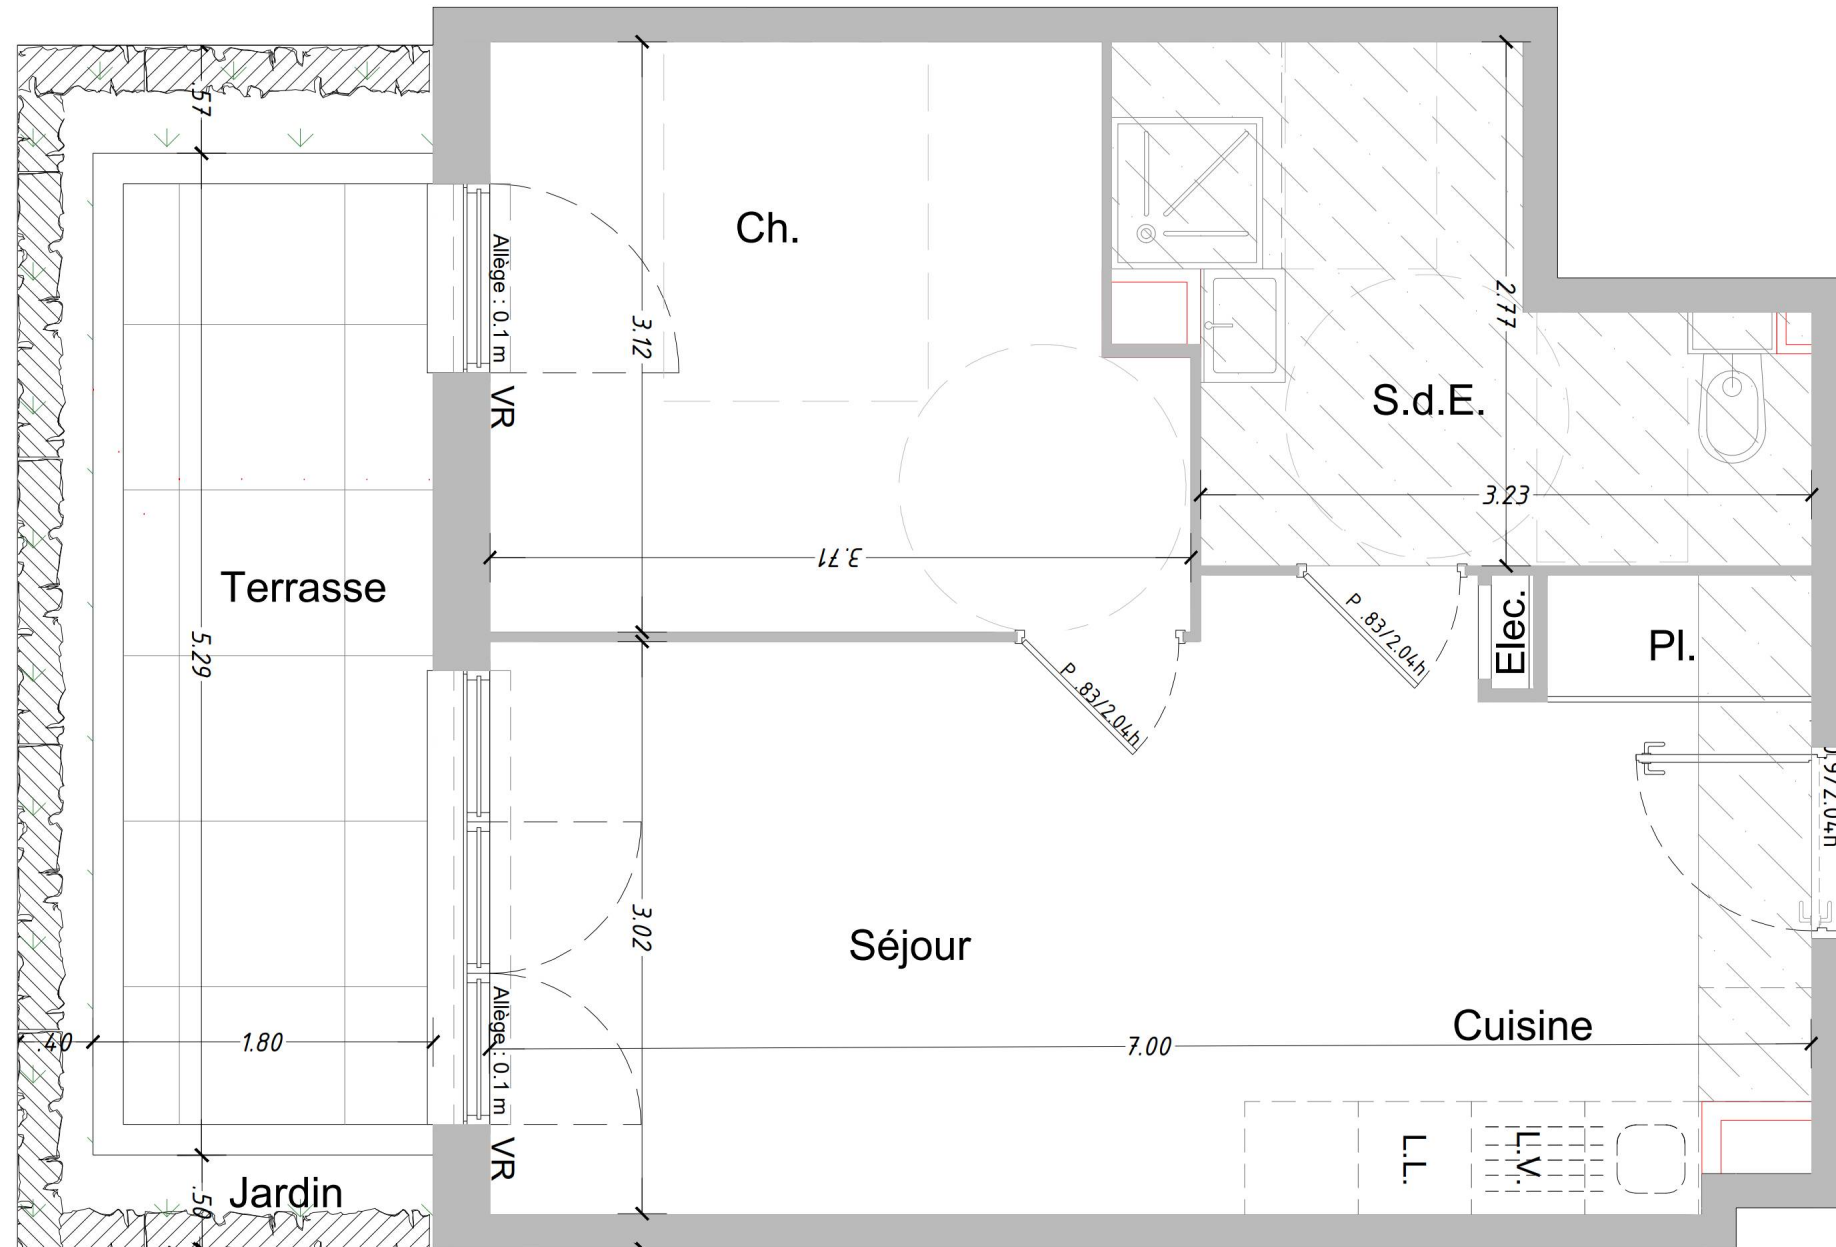 .57
Ch.
Allège : 0.1 m
3.12
2.77
VR
S.d.E.
3.23
3.71
Terrasse
P .83/2.04h
Elec.
Pl.
5.29
P .83/2.04h
3.02
Séjour
Cuisine
.40
1.80
7.00
Allège : 0.1 m
VR
L.L.
L.V.
Jardin
.50